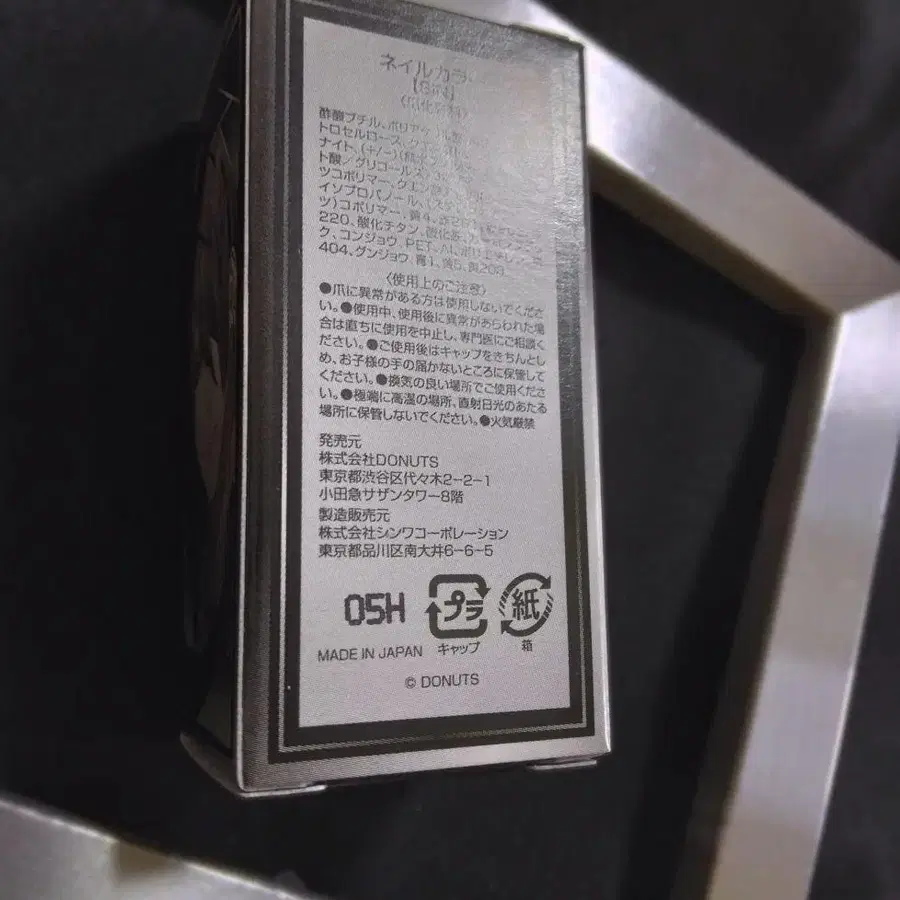 ネイルカラ
酢酸ブチル、ポリアク
トロセルロース、クエン
ナイト、(+/-)
ト酸/グリコールズ/
ツコポリマー、クエン酸
イソプロパノール、(スチ
ツ)コポリマー、黄4、赤
220、酸化チタン、酸化鉄、
ク、コンジョウ、PET、Al、ポリエチレン、
404、グンジョウ、青1、
〈使用上のご注意〉
●爪に異常がある方は使用しないでくださ
い。●使用中、使用後に異常があらわれた場
合は直ちに使用を中止し、専門医にご相談く
ださい。●ご使用後はキャップをきちんとし
め、お子様の手の届かないところに保管して
ください。●換気の良い場所でご使用くださ
い。●極端に高温の場所、直射日光のあたる
場所に保管しないでください。●火気厳禁
発売元
株式会社DONUTS
東京都渋谷区代々木2-2-1
小田急サザンタワー8階
製造販売元
株式会社シンワコーポレーション
東京都品川区南大井6-6-5
05H プラ 紙
MADE IN JAPAN キャップ 箱
© DONUTS